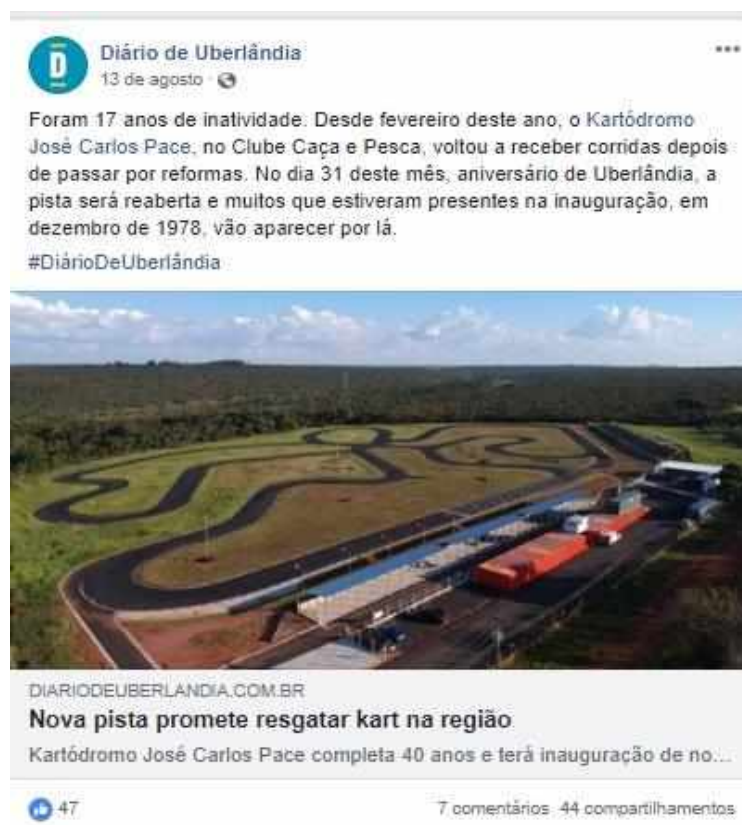 Diário de Uberlândia
13 de agosto
Foram 17 anos de inatividade. Desde fevereiro deste ano, o Kartódromo
José Carlos Pace, no Clube Caça e Pesca, voltou a receber corridas depois
de passar por reformas. No dia 31 deste mês, aniversário de Uberlândia, a
pista será reaberta e muitos que estiveram presentes na inauguração, em
dezembro de 1978, vão aparecer por lá.
#DiárioDeUberlândia
DIARIODEUBERLANDIA.COM.BR
Nova pista promete resgatar kart na região
Kartódromo José Carlos Pace completa 40 anos e terá inauguração de no...
47
7 comentários 44 compartilhamentos